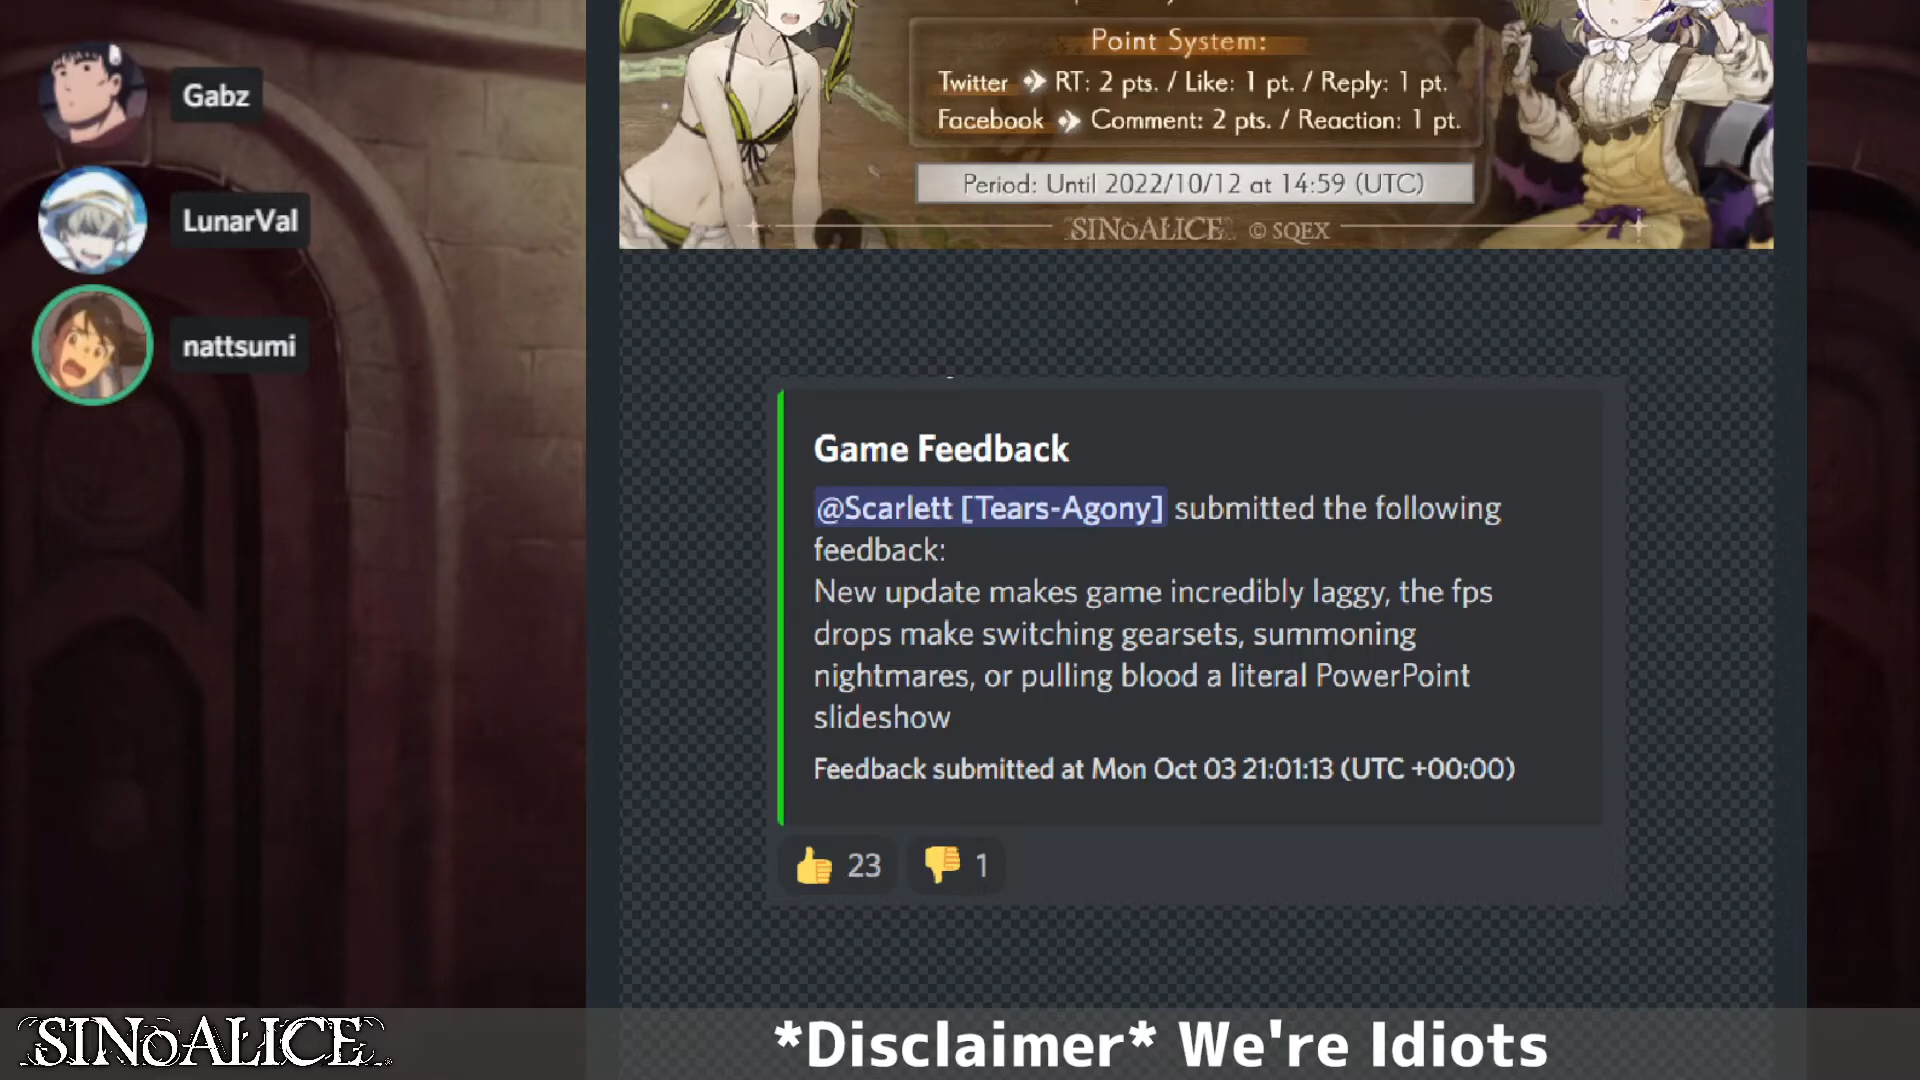 Gabz
LunarVal
nattsumi
Point System:
Twitter RT: 2 pts. / Like: 1 pt. / Reply: 1 pt.
Facebook Comment: 2 pts. / Reaction: 1 pt.
Period: Until 2022/10/12 at 14:59 (UTC)
SINoALICE © SQEX
Game Feedback
@Scarlett [Tears-Agony] submitted the following
feedback:
New update makes game incredibly laggy, the fps
drops make switching gearsets, summoning
nightmares, or pulling blood a literal PowerPoint
slideshow
Feedback submitted at Mon Oct 03 21:01:13 (UTC +00:00)
👍 23 👎 1
SINoALICE
*Disclaimer* We're Idiots